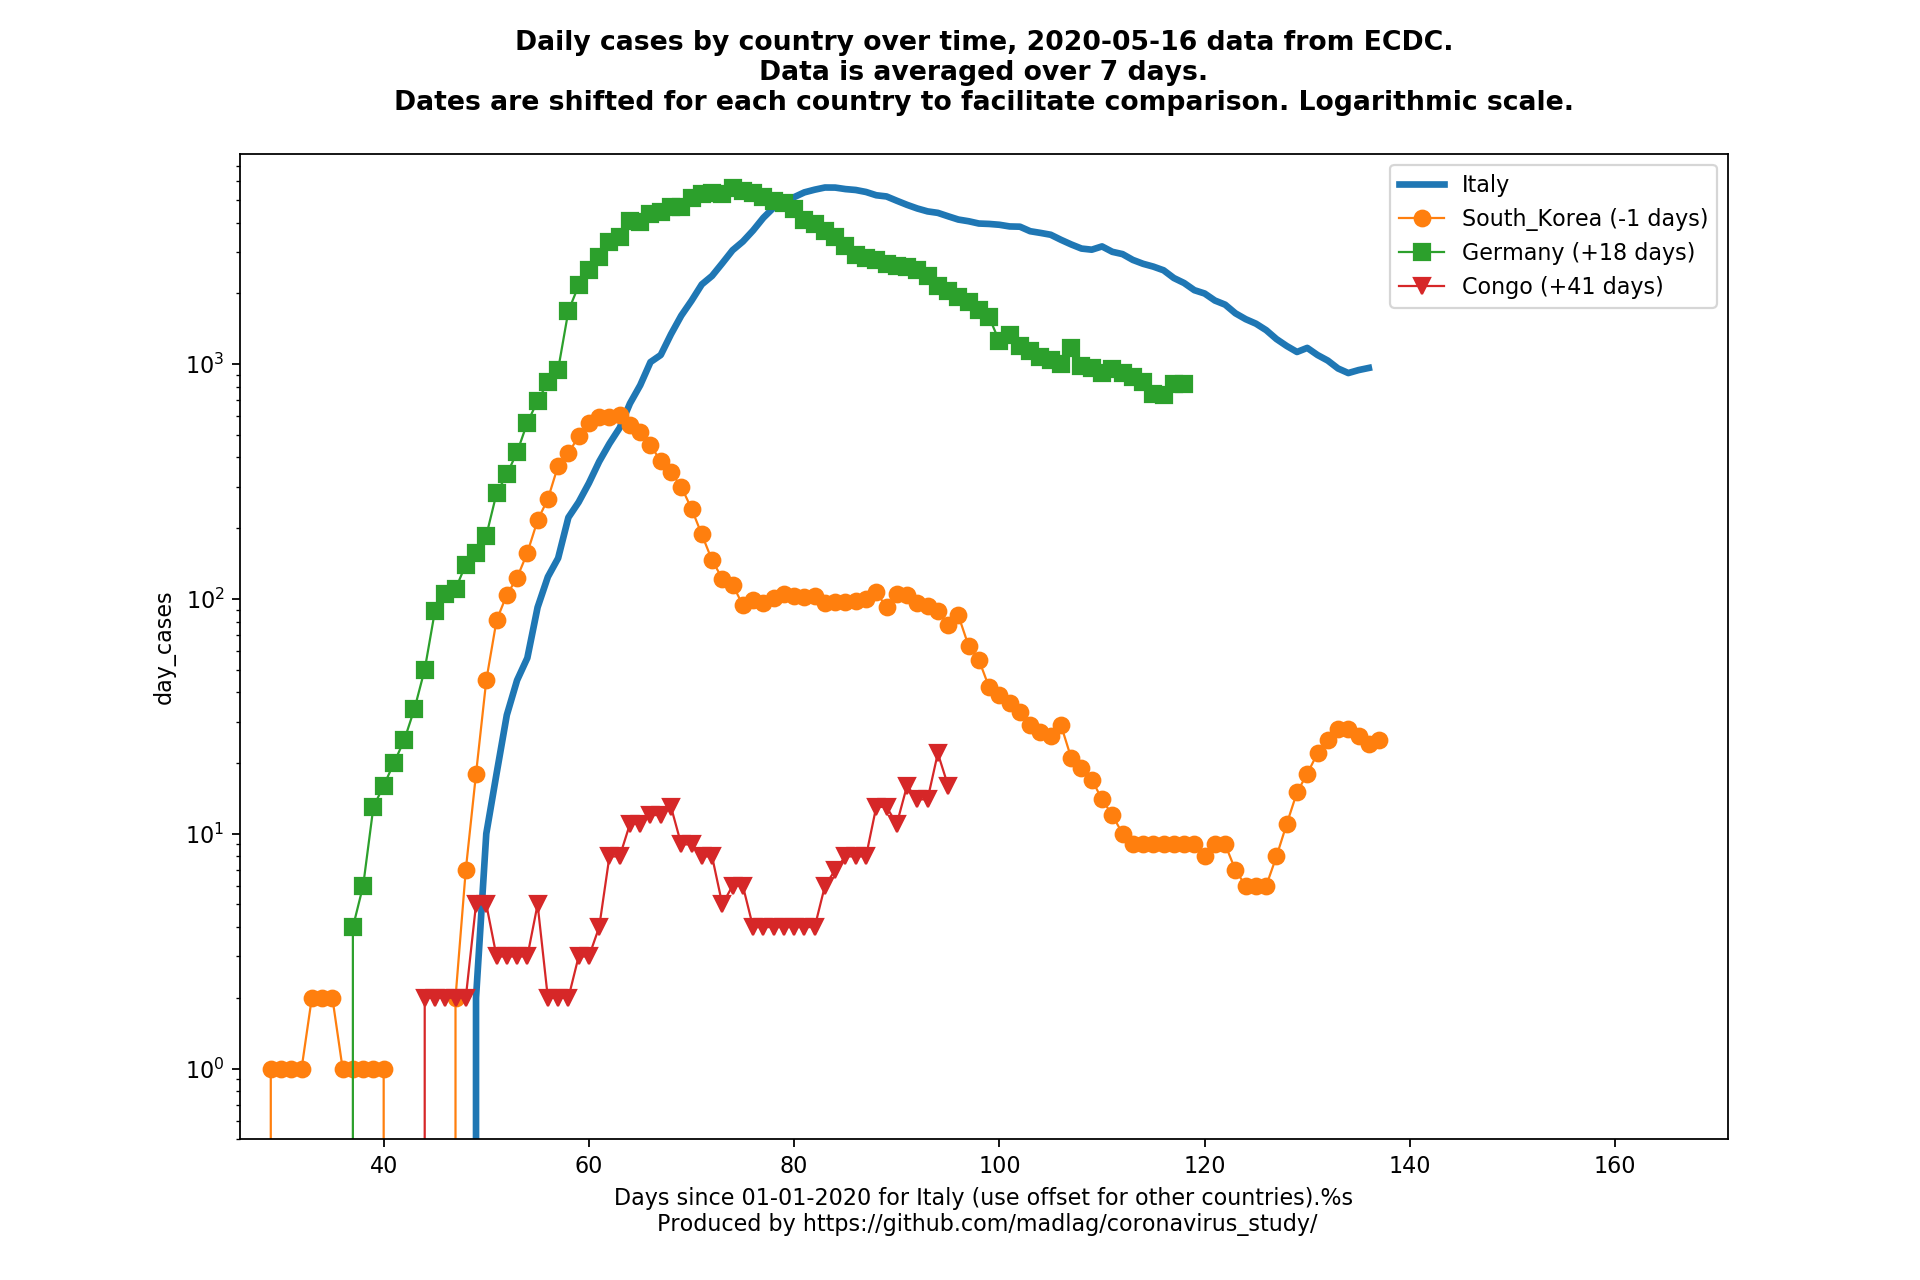 Daily cases by country over time, 2020-05-16 data from ECDC.
Data is averaged over 7 days.
Dates are shifted for each country to facilitate comparison. Logarithmic scale.
Italy
South_Korea (-1 days)
Germany (+18 days)
Congo (+41 days)
day_cases
10³
10²
10¹
10⁰
40 60 80 100 120 140 160
Days since 01-01-2020 for Italy (use offset for other countries).%s
Produced by https://github.com/madlag/coronavirus_study/